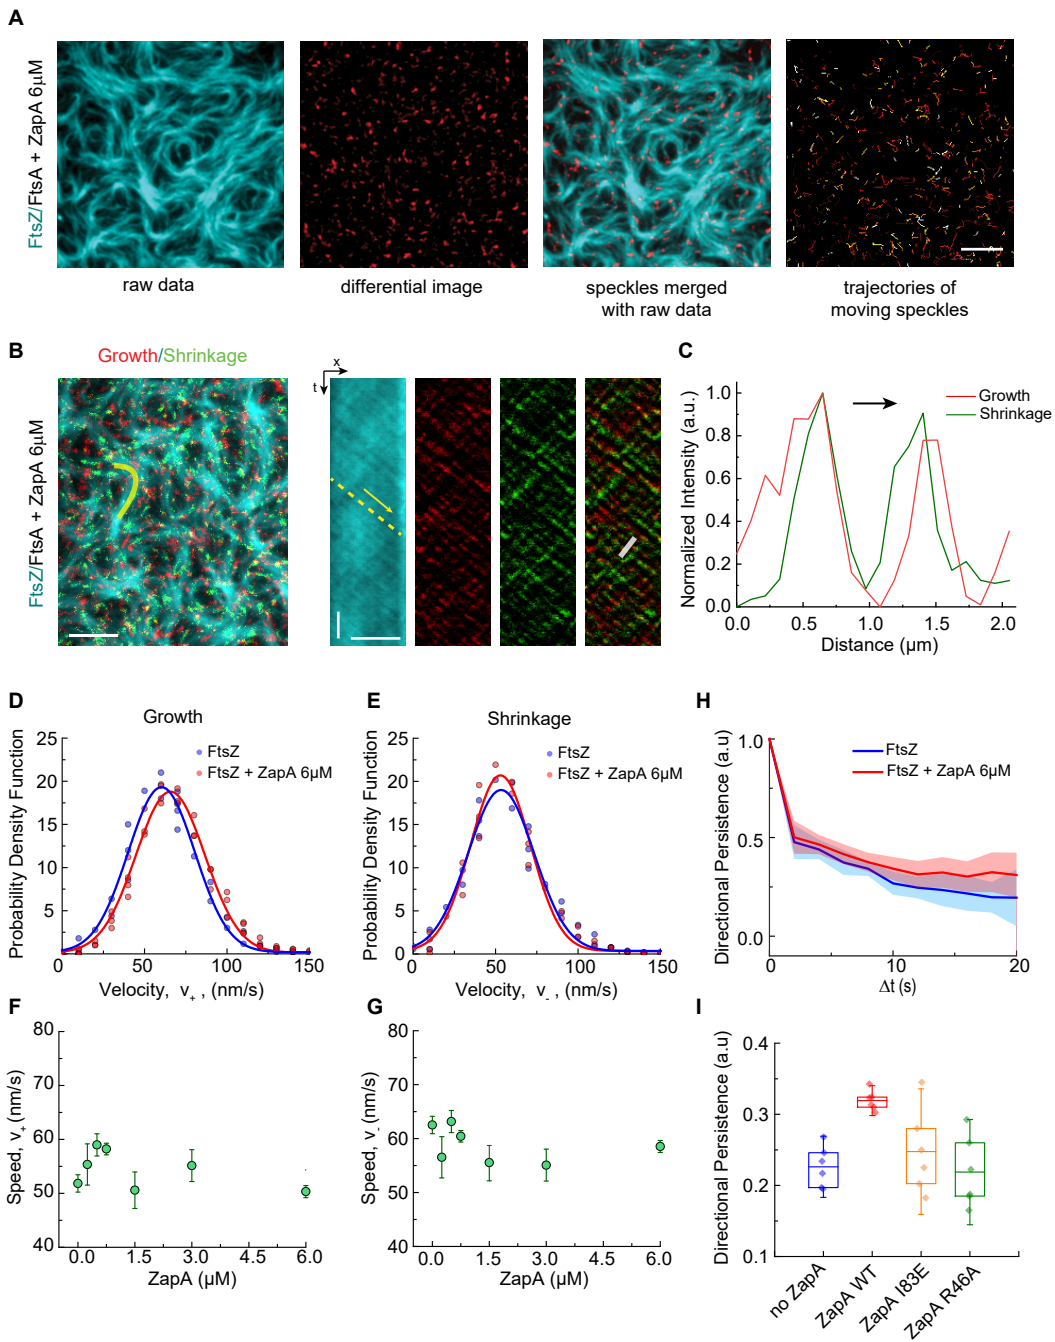 A
FtsZ/FtsA + ZapA 6µM
raw data
differential image
speckles merged
with raw data
trajectories of
moving speckles
B
Growth/Shrinkage
FtsZ/FtsA + ZapA 6µM
x
t
C
Normalized Intensity (a.u.)
1.0
0.8
0.6
0.4
0.2
0.0
Growth
Shrinkage
0.0 0.5 1.0 1.5 2.0
Distance (µm)
D
Growth
Probability Density Function
25
20
15
10
5
FtsZ
FtsZ + ZapA 6µM
0 50 100 150
Velocity, v+ , (nm/s)
E
Shrinkage
Probability Density Function
25
20
15
10
5
0
FtsZ
FtsZ + ZapA 6µM
0 50 100 150
Velocity, v- , (nm/s)
H
Directional Persistence (a.u)
1.0
0.5
0.0
FtsZ
FtsZ + ZapA 6µM
0 10 20
Δt (s)
F
Speed, v+ (nm/s)
80
70
60
50
40
0.0 1.5 3.0 4.5 6.0
ZapA (µM)
G
Speed, v- (nm/s)
80
70
60
50
40
0.0 1.5 3.0 4.5 6.0
ZapA (µM)
I
Directional Persistence (a.u)
0.4
0.3
0.2
0.1
no ZapA
ZapA WT
ZapA I83E
ZapA R46A